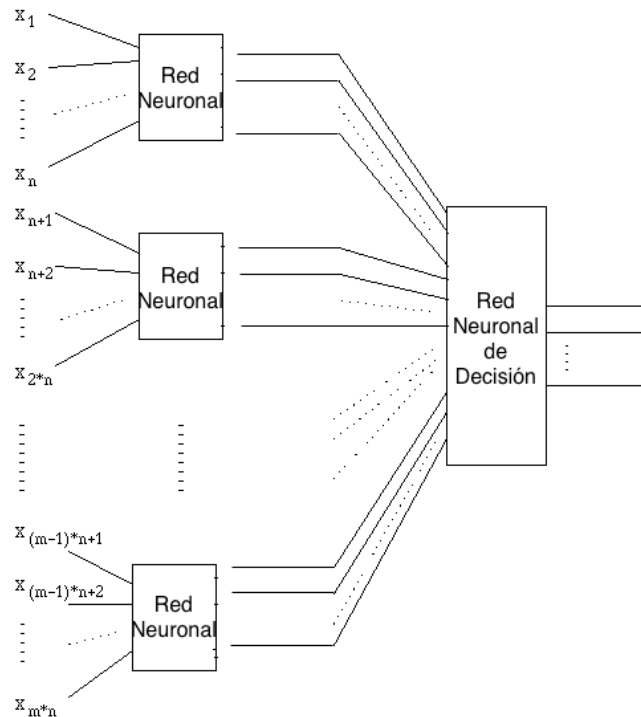 x1
x2
xn
Red
Neuronal
xn+1
xn+2
x2*n
Red
Neuronal
Red
Neuronal
de
Decisión
x(m-1)*n+1
x(m-1)*n+2
xm*n
Red
Neuronal